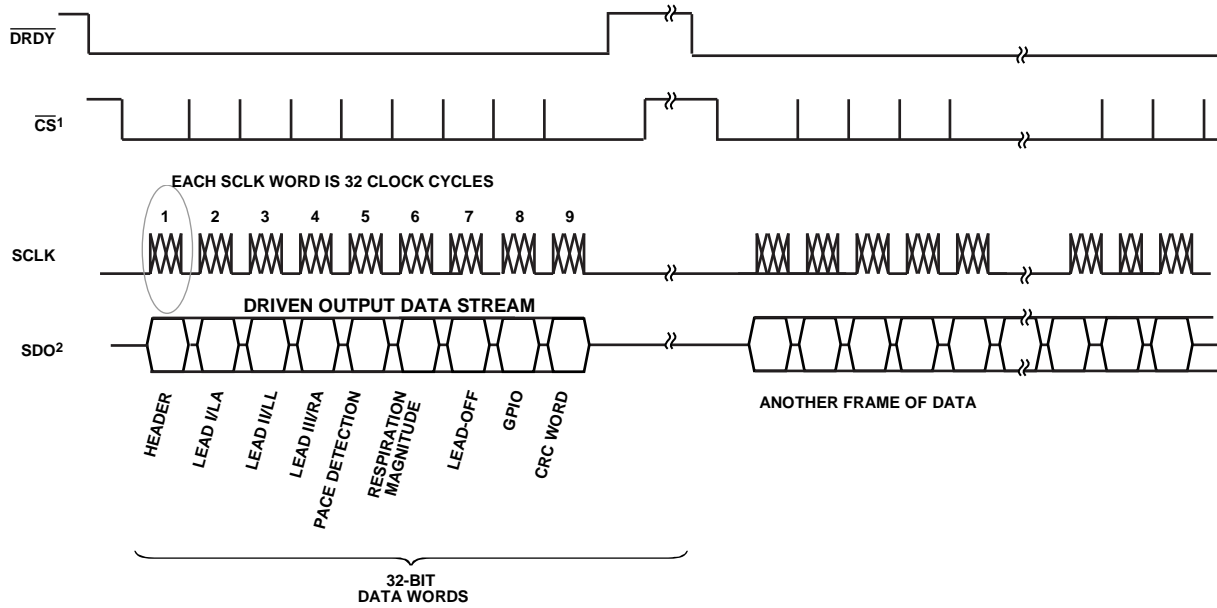 DRDY
CS1
EACH SCLK WORD IS 32 CLOCK CYCLES
1 2 3 4 5 6 7 8 9
SCLK
DRIVEN OUTPUT DATA STREAM
SDO2
HEADER
LEAD I/LA
LEAD II/LL
LEAD III/RA
PACE DETECTION
RESPIRATION
MAGNITUDE
LEAD-OFF
GPIO
CRC WORD
ANOTHER FRAME OF DATA
32-BIT
DATA WORDS